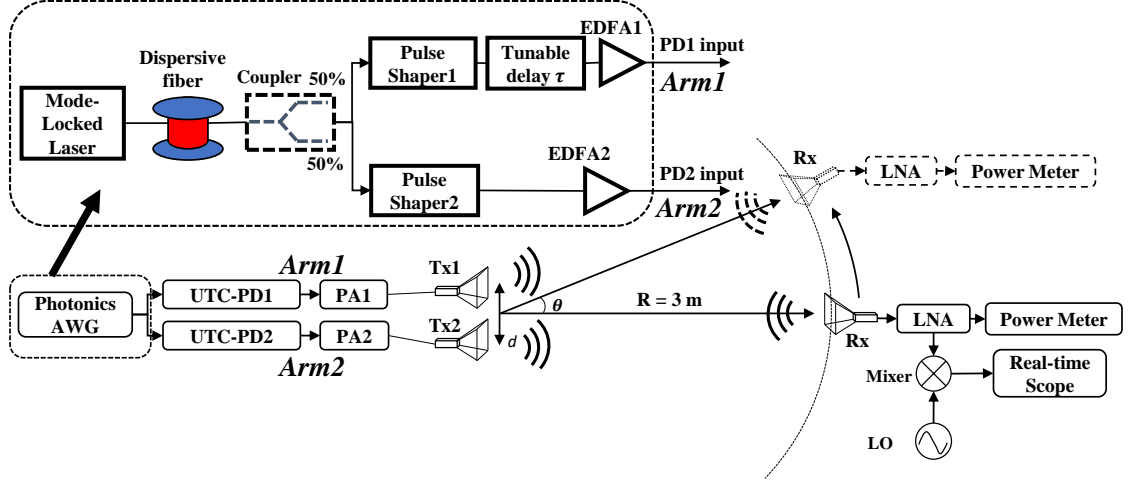 EDFA1
Pulse
Shaper1
Tunable
delay τ
PD1 input
Arm1
Dispersive
fiber
Coupler
50%
Mode-
Locked
Laser
50%
EDFA2
Pulse
Shaper2
PD2 input
Arm2
Rx
LNA
Power Meter
Arm1
Tx1
Photonics
AWG
UTC-PD1
PA1
R = 3 m
θ
UTC-PD2
PA2
Tx2
d
Arm2
LNA
Power Meter
Rx
Mixer
Real-time
Scope
LO